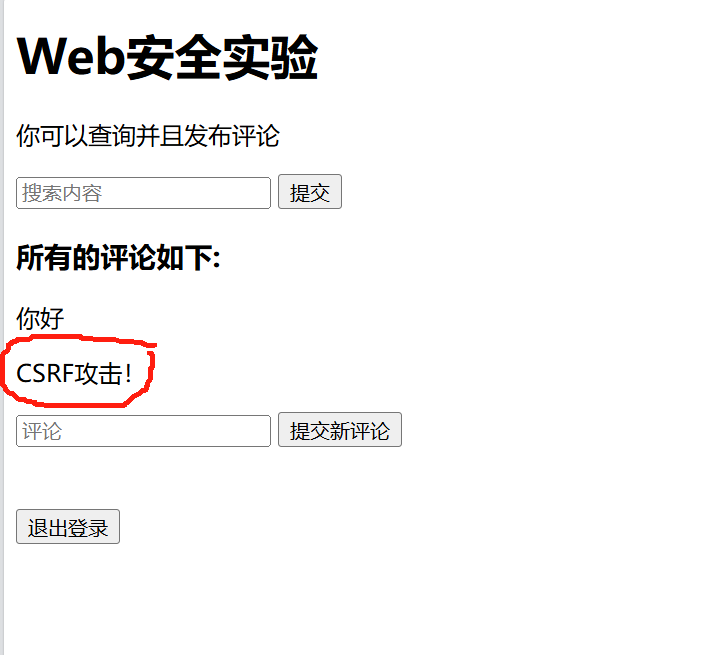 Web安全实验
你可以查询并且发布评论
搜索内容 提交
所有的评论如下:
你好
CSRF攻击！
评论 提交新评论
退出登录